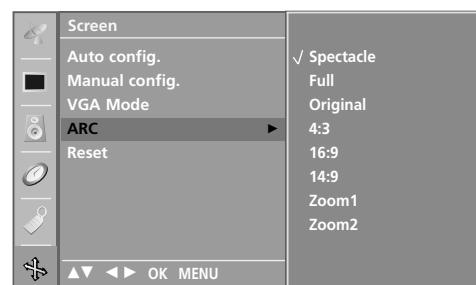 Screen
Auto config.
Manual config.
VGA Mode
ARC ►
Reset
▲▼ ◄► OK MENU
√ Spectacle
Full
Original
4:3
16:9
14:9
Zoom1
Zoom2